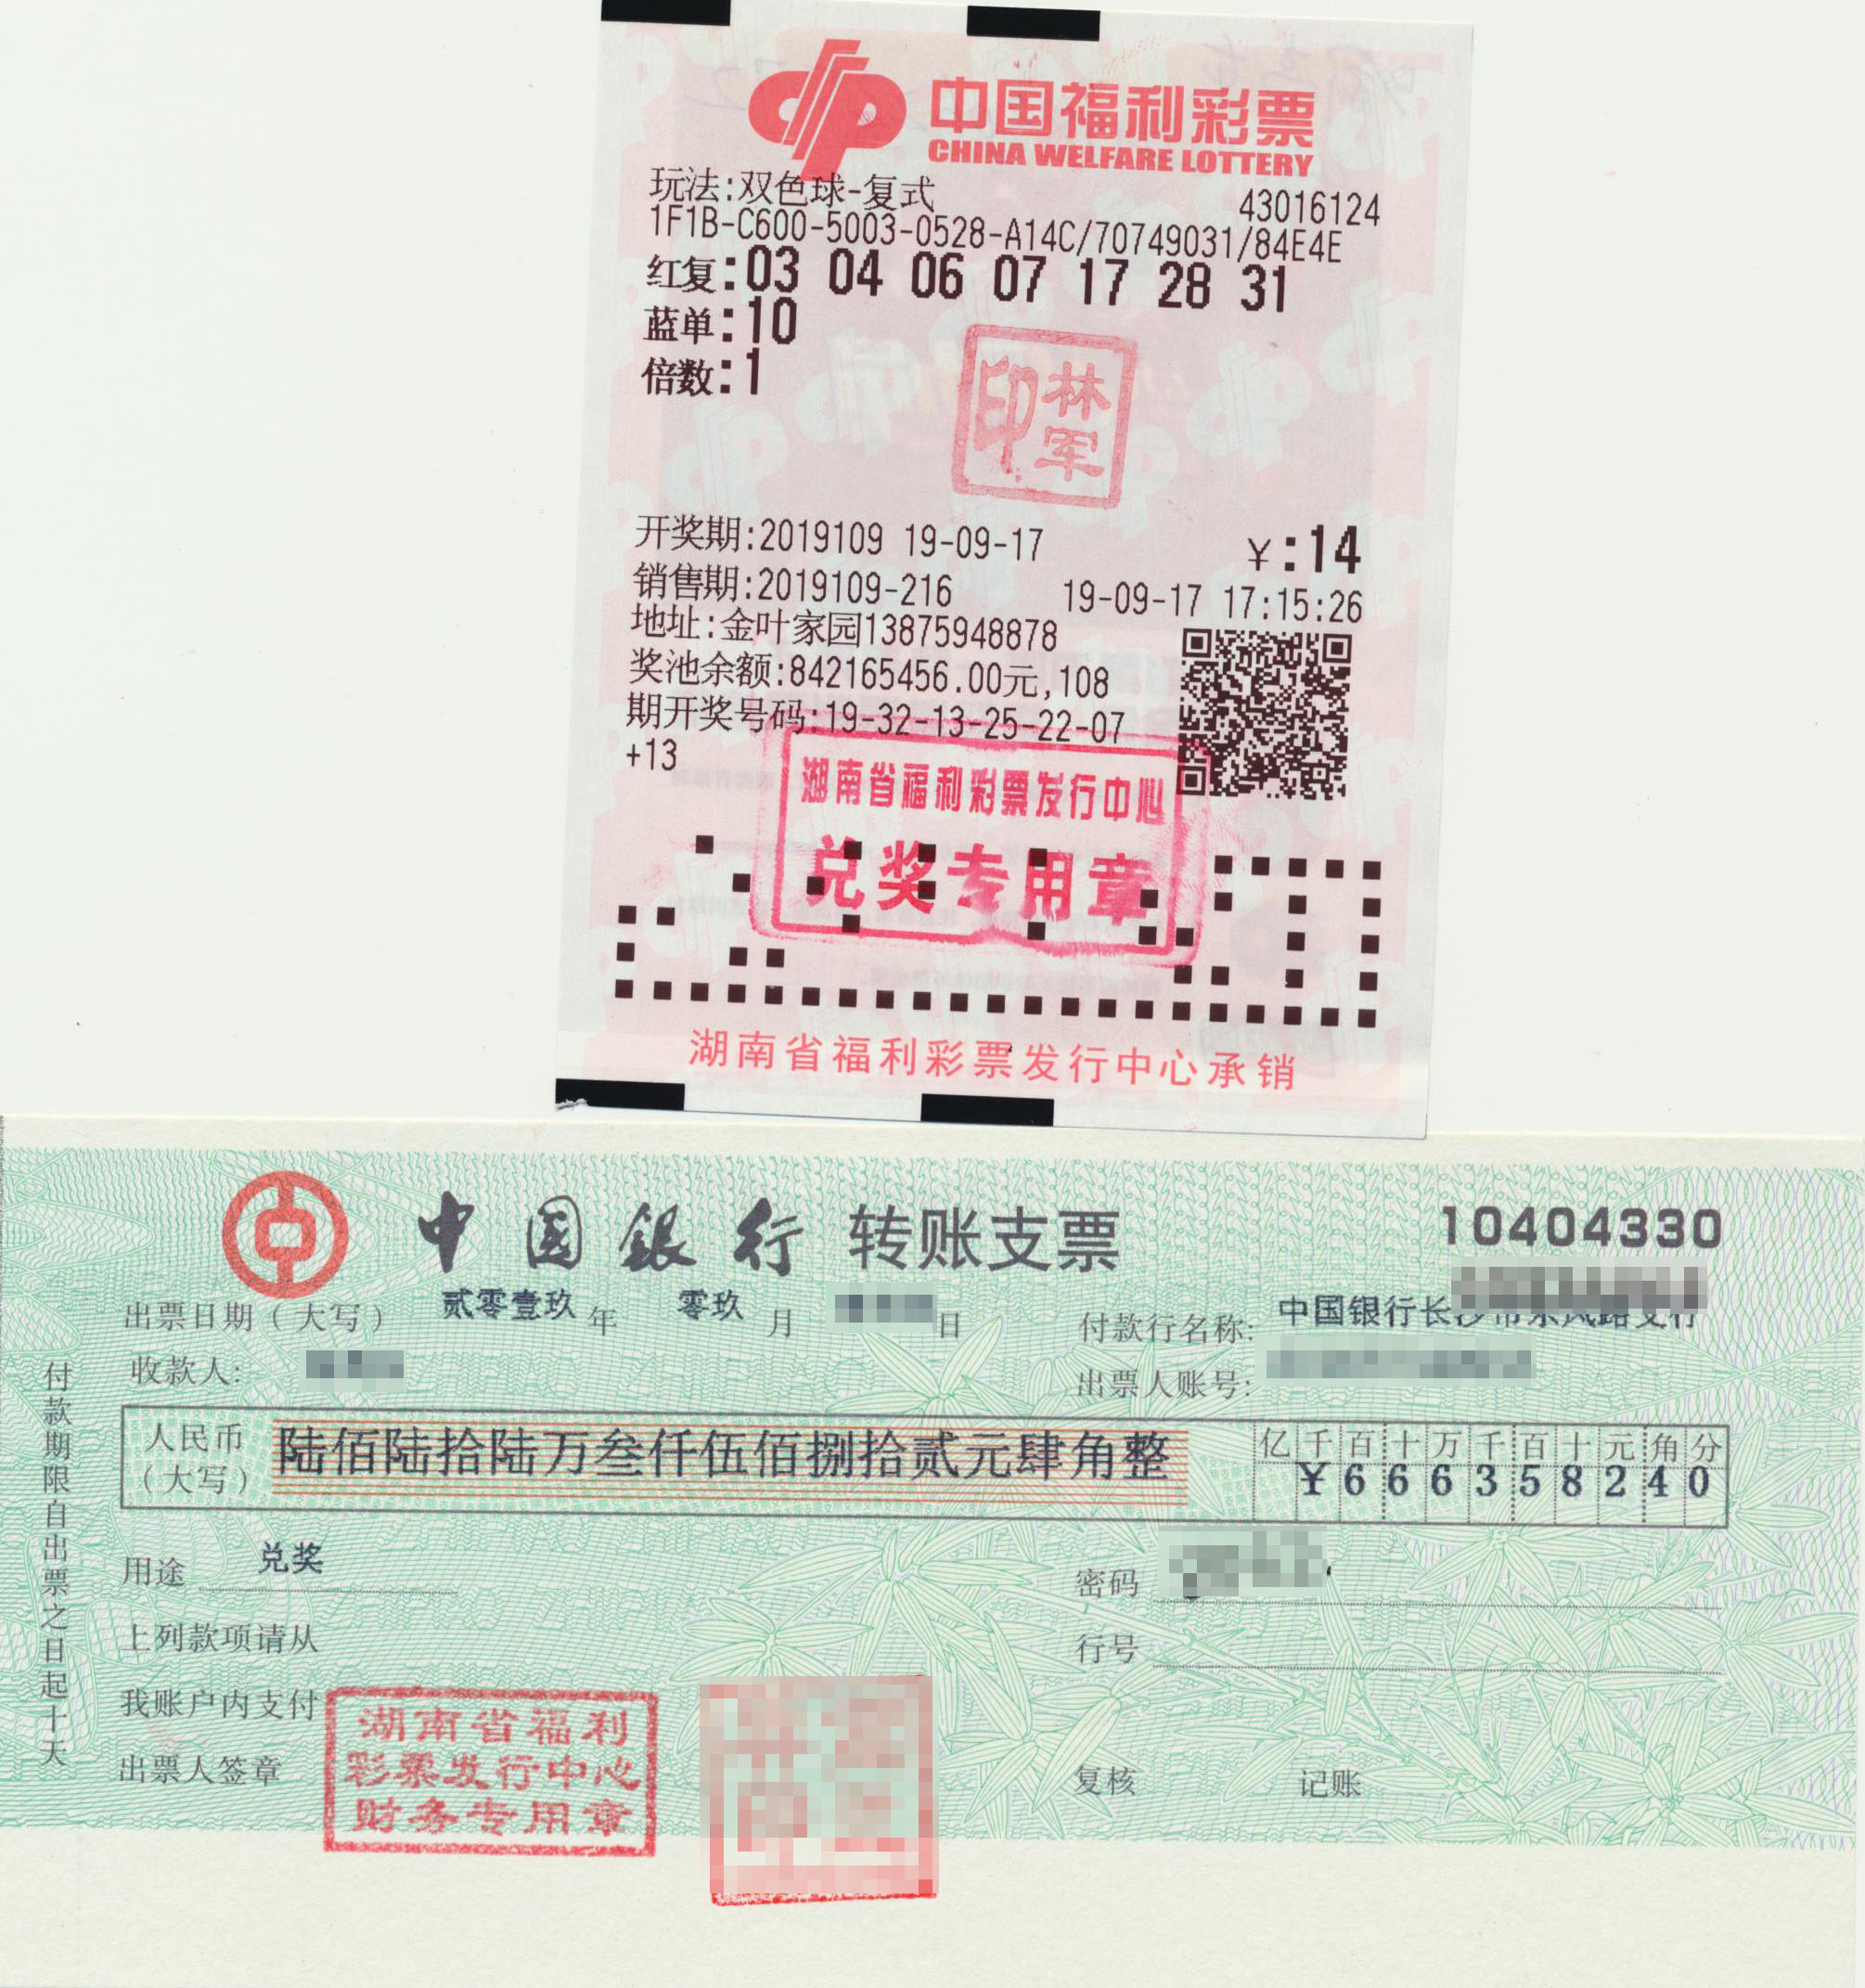 中国福利彩票
CHINA WELFARE LOTTERY
玩法:双色球-复式 43016124
1F1B-C600-5003-0528-A14C/70749031/84E4E
红复:03 04 06 07 17 28 31
蓝单:10
倍数:1
林军印
开奖期:2019109 19-09-17 ¥:14
销售期:2019109-216 19-09-17 17:15:26
地址:金叶家园13875948878
奖池余额:842165456.00元,108
期开奖号码:19-32-13-25-22-07
+13
湖南省福利彩票发行中心
兑奖专用章
湖南省福利彩票发行中心承销
中国银行 转账支票 10404330
出票日期(大写) 贰零壹玖年 零玖月 日 付款行名称: 中国银行长沙市东风路支行
收款人: 出票人账号:
付款期限自出票之日起十天
人民币(大写) 陆佰陆拾陆万叁仟伍佰捌拾贰元肆角整
亿千百十万千百十元角分
¥666358240
用途 兑奖 密码
上列款项请从 行号
我账户内支付
出票人签章 复核 记账
湖南省福利
彩票发行中心
财务专用章